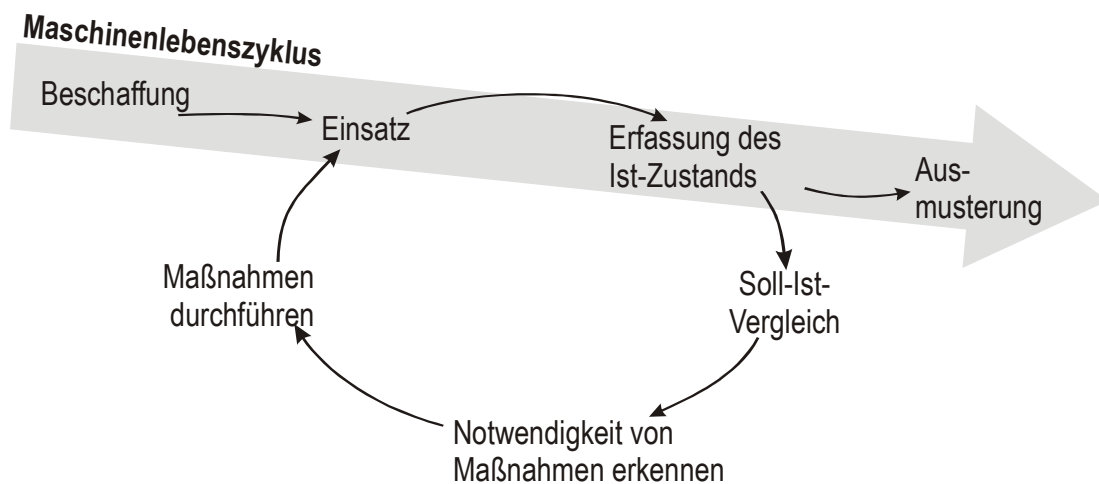 Maschinenlebenszyklus
Beschaffung
Einsatz
Erfassung des
Ist-Zustands
Aus-
musterung
Soll-Ist-
Vergleich
Notwendigkeit von
Maßnahmen erkennen
Maßnahmen
durchführen